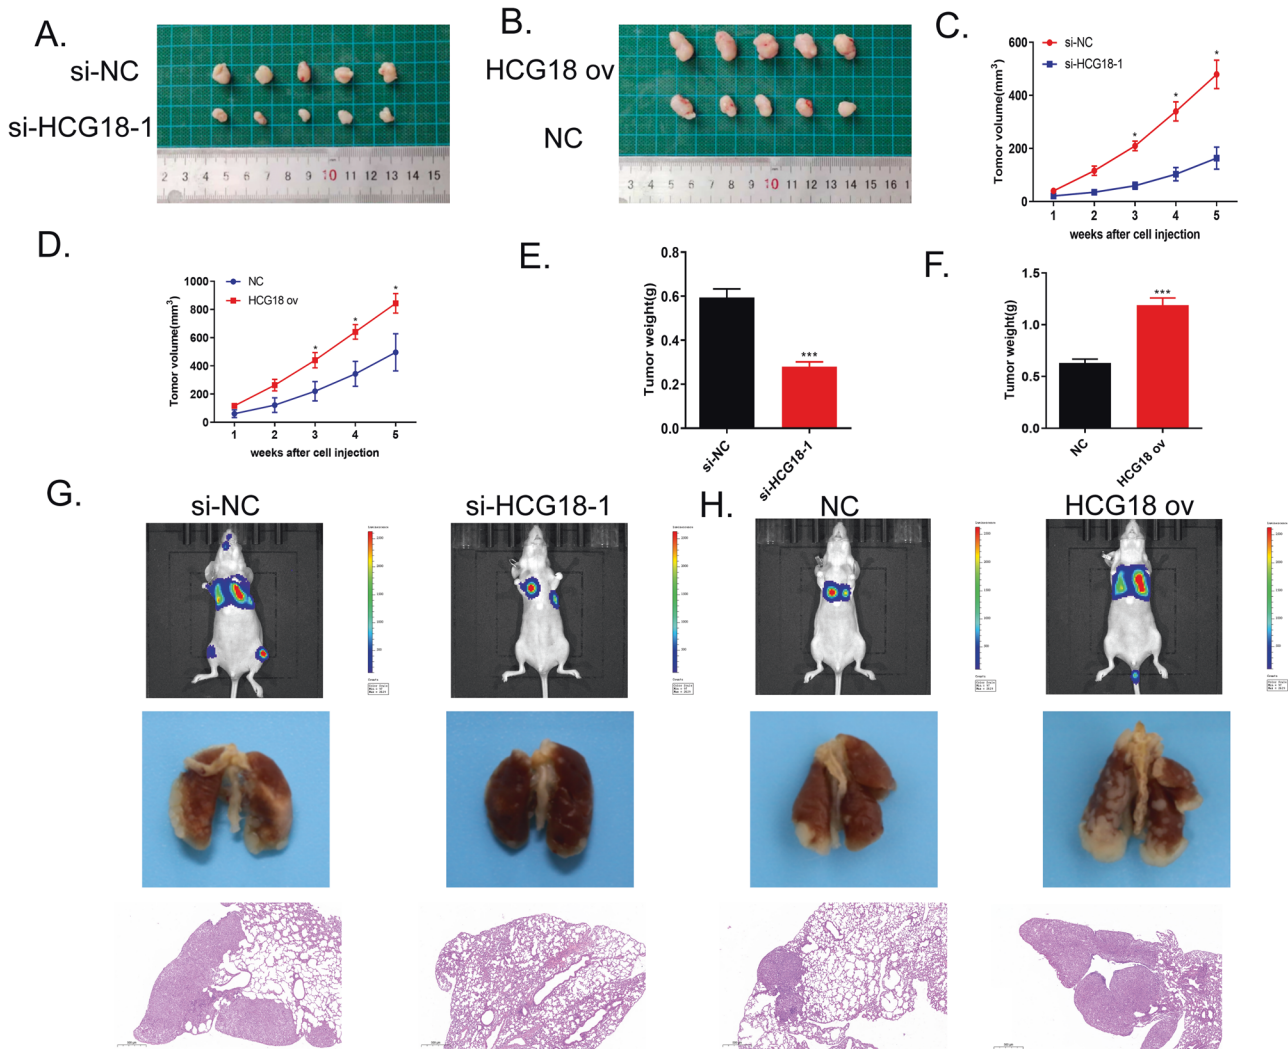 A.
si-NC
si-HCG18-1
2 3 4 5 6 7 8 9 10 11 12 13 14 15
B.
HCG18 ov
NC
3 4 5 6 7 8 9 10 11 12 13 14 15 16 1
C.
si-NC
si-HCG18-1
Tomor volume(mm3)
600
400
200
0
*
*
*
1 2 3 4 5
weeks after cell injection
D.
NC
HCG18 ov
Tomor volume(mm3)
1000
800
600
400
200
0
*
*
*
1 2 3 4 5
weeks after cell injection
E.
Tumor weight(g)
0.8
0.6
0.4
0.2
0.0
***
si-NC
si-HCG18-1
F.
Tumor weight(g)
1.5
1.0
0.5
0.0
***
NC
HCG18 ov
G.
si-NC
si-HCG18-1
H.
NC
HCG18 ov